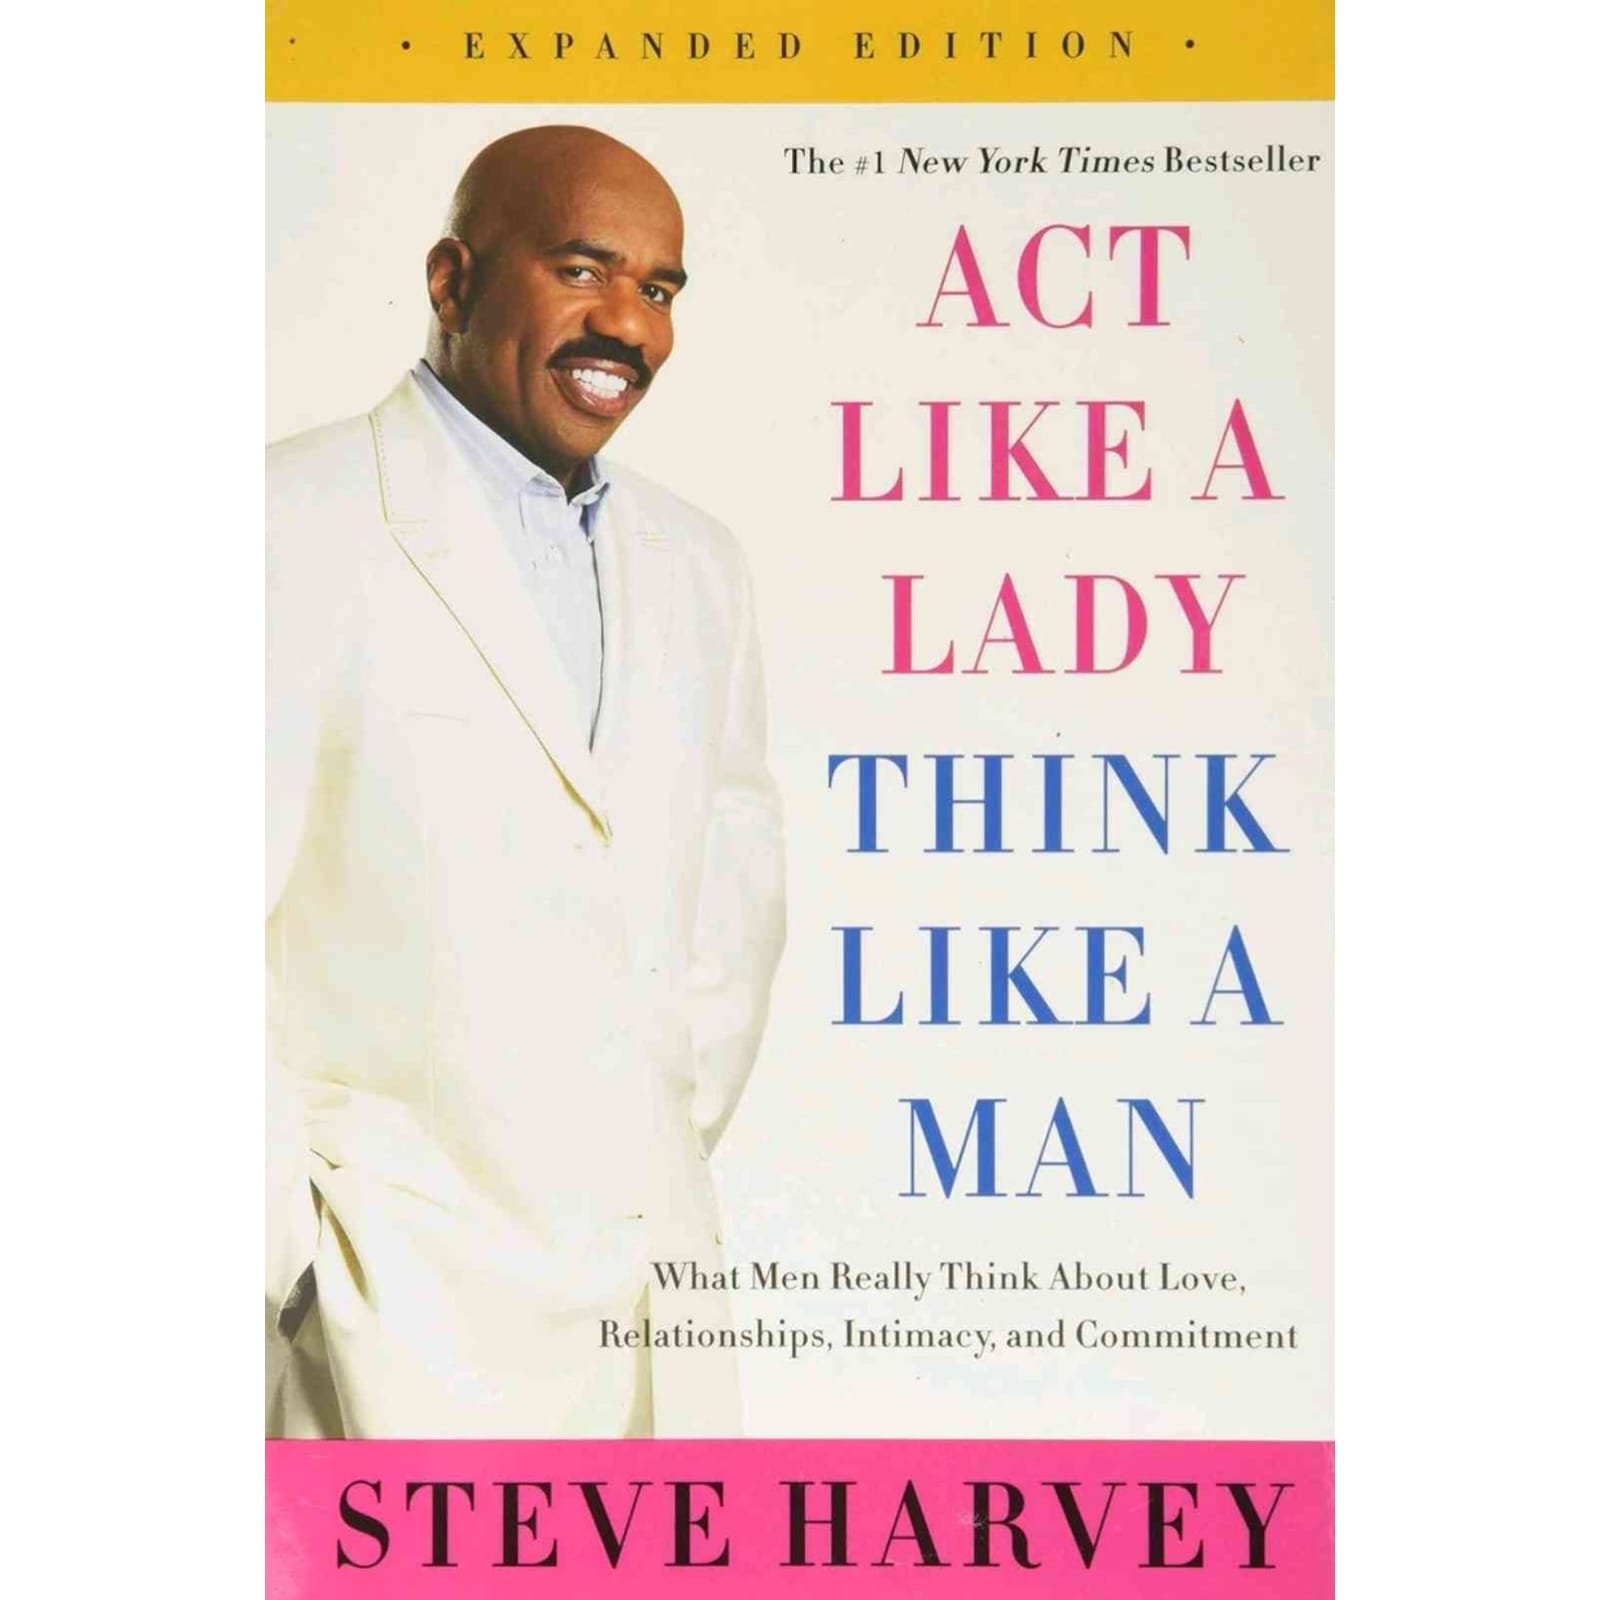 • EXPANDED EDITION •
The #1 New York Times Bestseller
ACT
LIKE A
LADY
THINK
LIKE A
MAN
What Men Really Think About Love,
Relationships, Intimacy, and Commitment
STEVE HARVEY